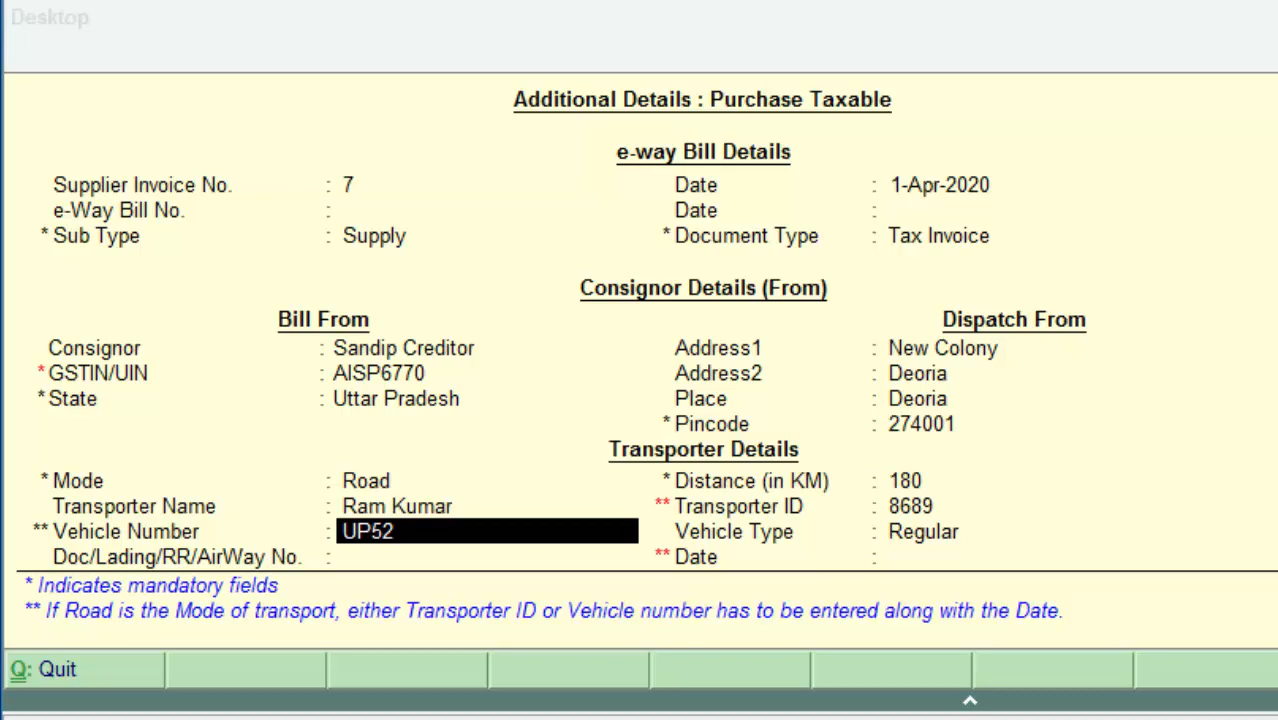 Desktop
Additional Details : Purchase Taxable
e-way Bill Details
Supplier Invoice No. : 7 Date : 1-Apr-2020
e-Way Bill No. : Date :
* Sub Type : Supply * Document Type : Tax Invoice
Consignor Details (From)
Bill From Dispatch From
Consignor : Sandip Creditor Address1 : New Colony
* GSTIN/UIN : AISP6770 Address2 : Deoria
* State : Uttar Pradesh Place : Deoria
* Pincode : 274001
Transporter Details
* Mode : Road * Distance (in KM) : 180
Transporter Name : Ram Kumar ** Transporter ID : 8689
** Vehicle Number : UP52 Vehicle Type : Regular
Doc/Lading/RR/AirWay No. : ** Date :
* Indicates mandatory fields
** If Road is the Mode of transport, either Transporter ID or Vehicle number has to be entered along with the Date.
Q: Quit